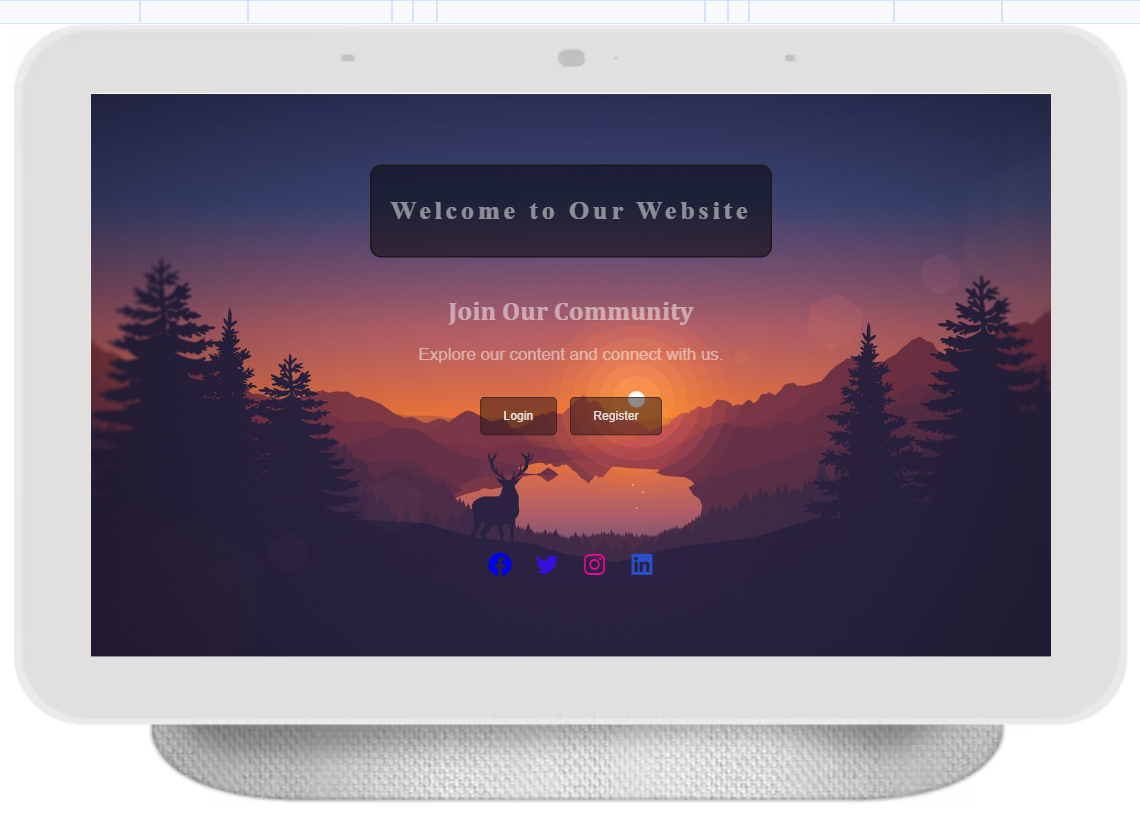 Welcome to Our Website
Join Our Community
Explore our content and connect with us.
Login
Register